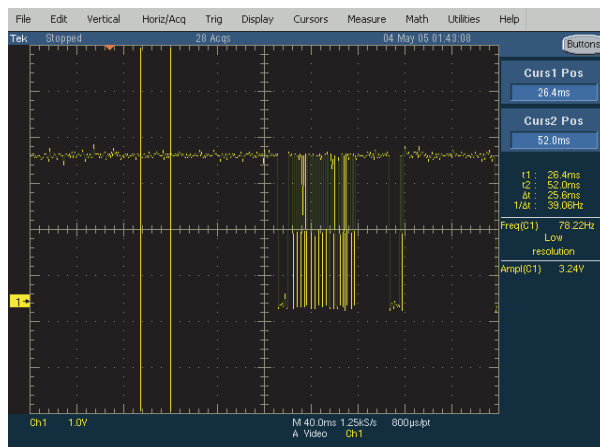 File Edit Vertical Horiz/Acq Trig Display Cursors Measure Math Utilities Help
Tek Stopped 28 Acqs 04 May 05 01:43:08
Buttons
Curs1 Pos
26.4ms
Curs2 Pos
52.0ms
t1 : 26.4ms
t2 : 52.0ms
Δt : 25.6ms
1/Δt : 39.06Hz
Freq(C1) 78.22Hz
Low
resolution
Ampl(C1) 3.24V
1
Ch1 1.0V M 40.0ms 1.25kS/s 800µs/pt
A Video Ch1